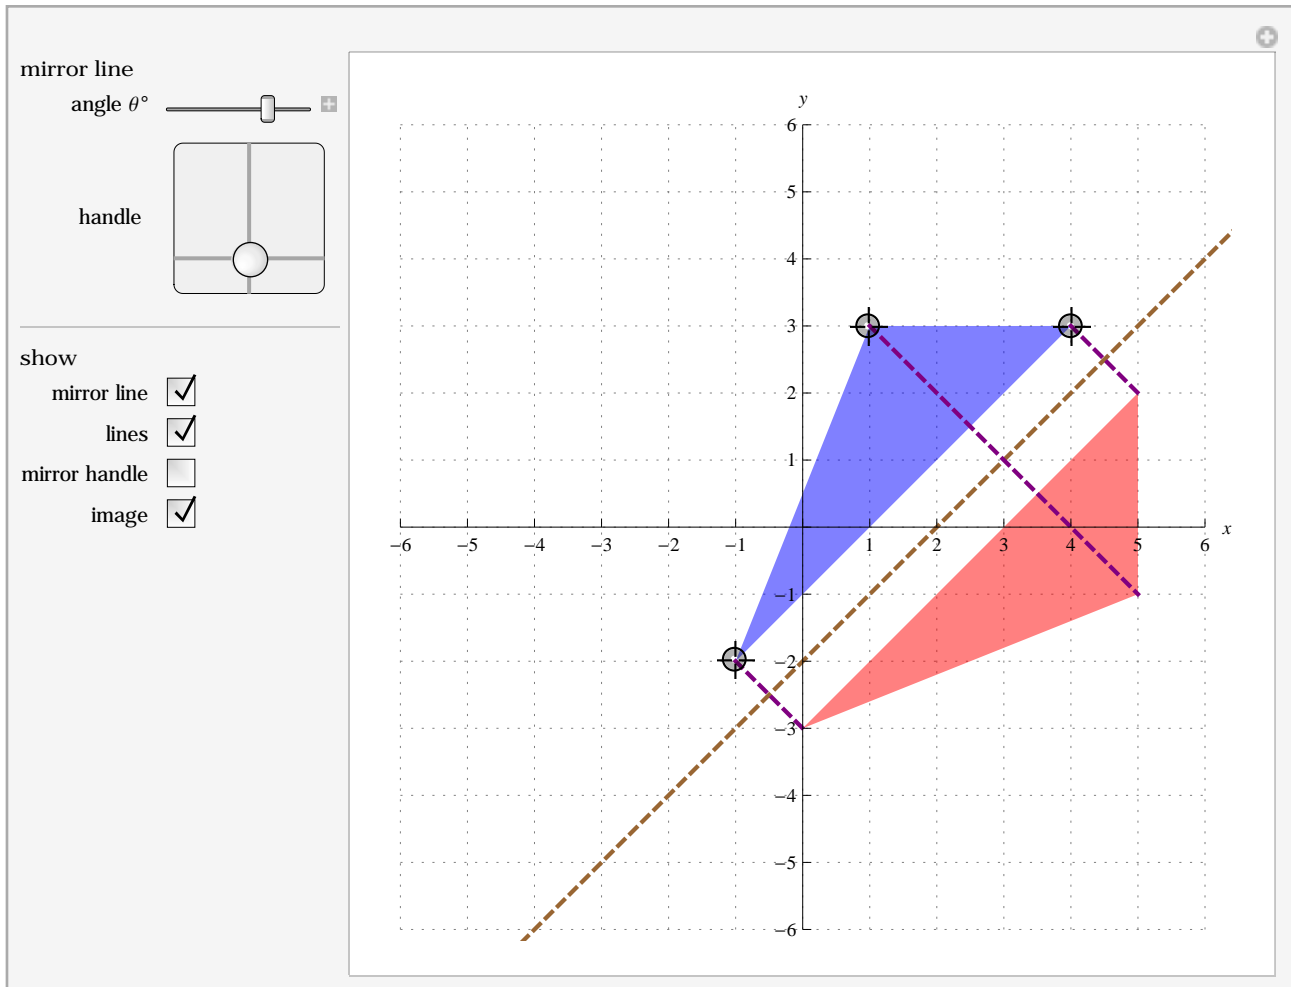 mirror line
angle θ°
handle
show
mirror line
lines
mirror handle
image
y
6
5
4
3
2
1
−6 −5 −4 −3 −2 −1 1 2 3 4 5 6 x
−1
−2
−3
−4
−5
−6